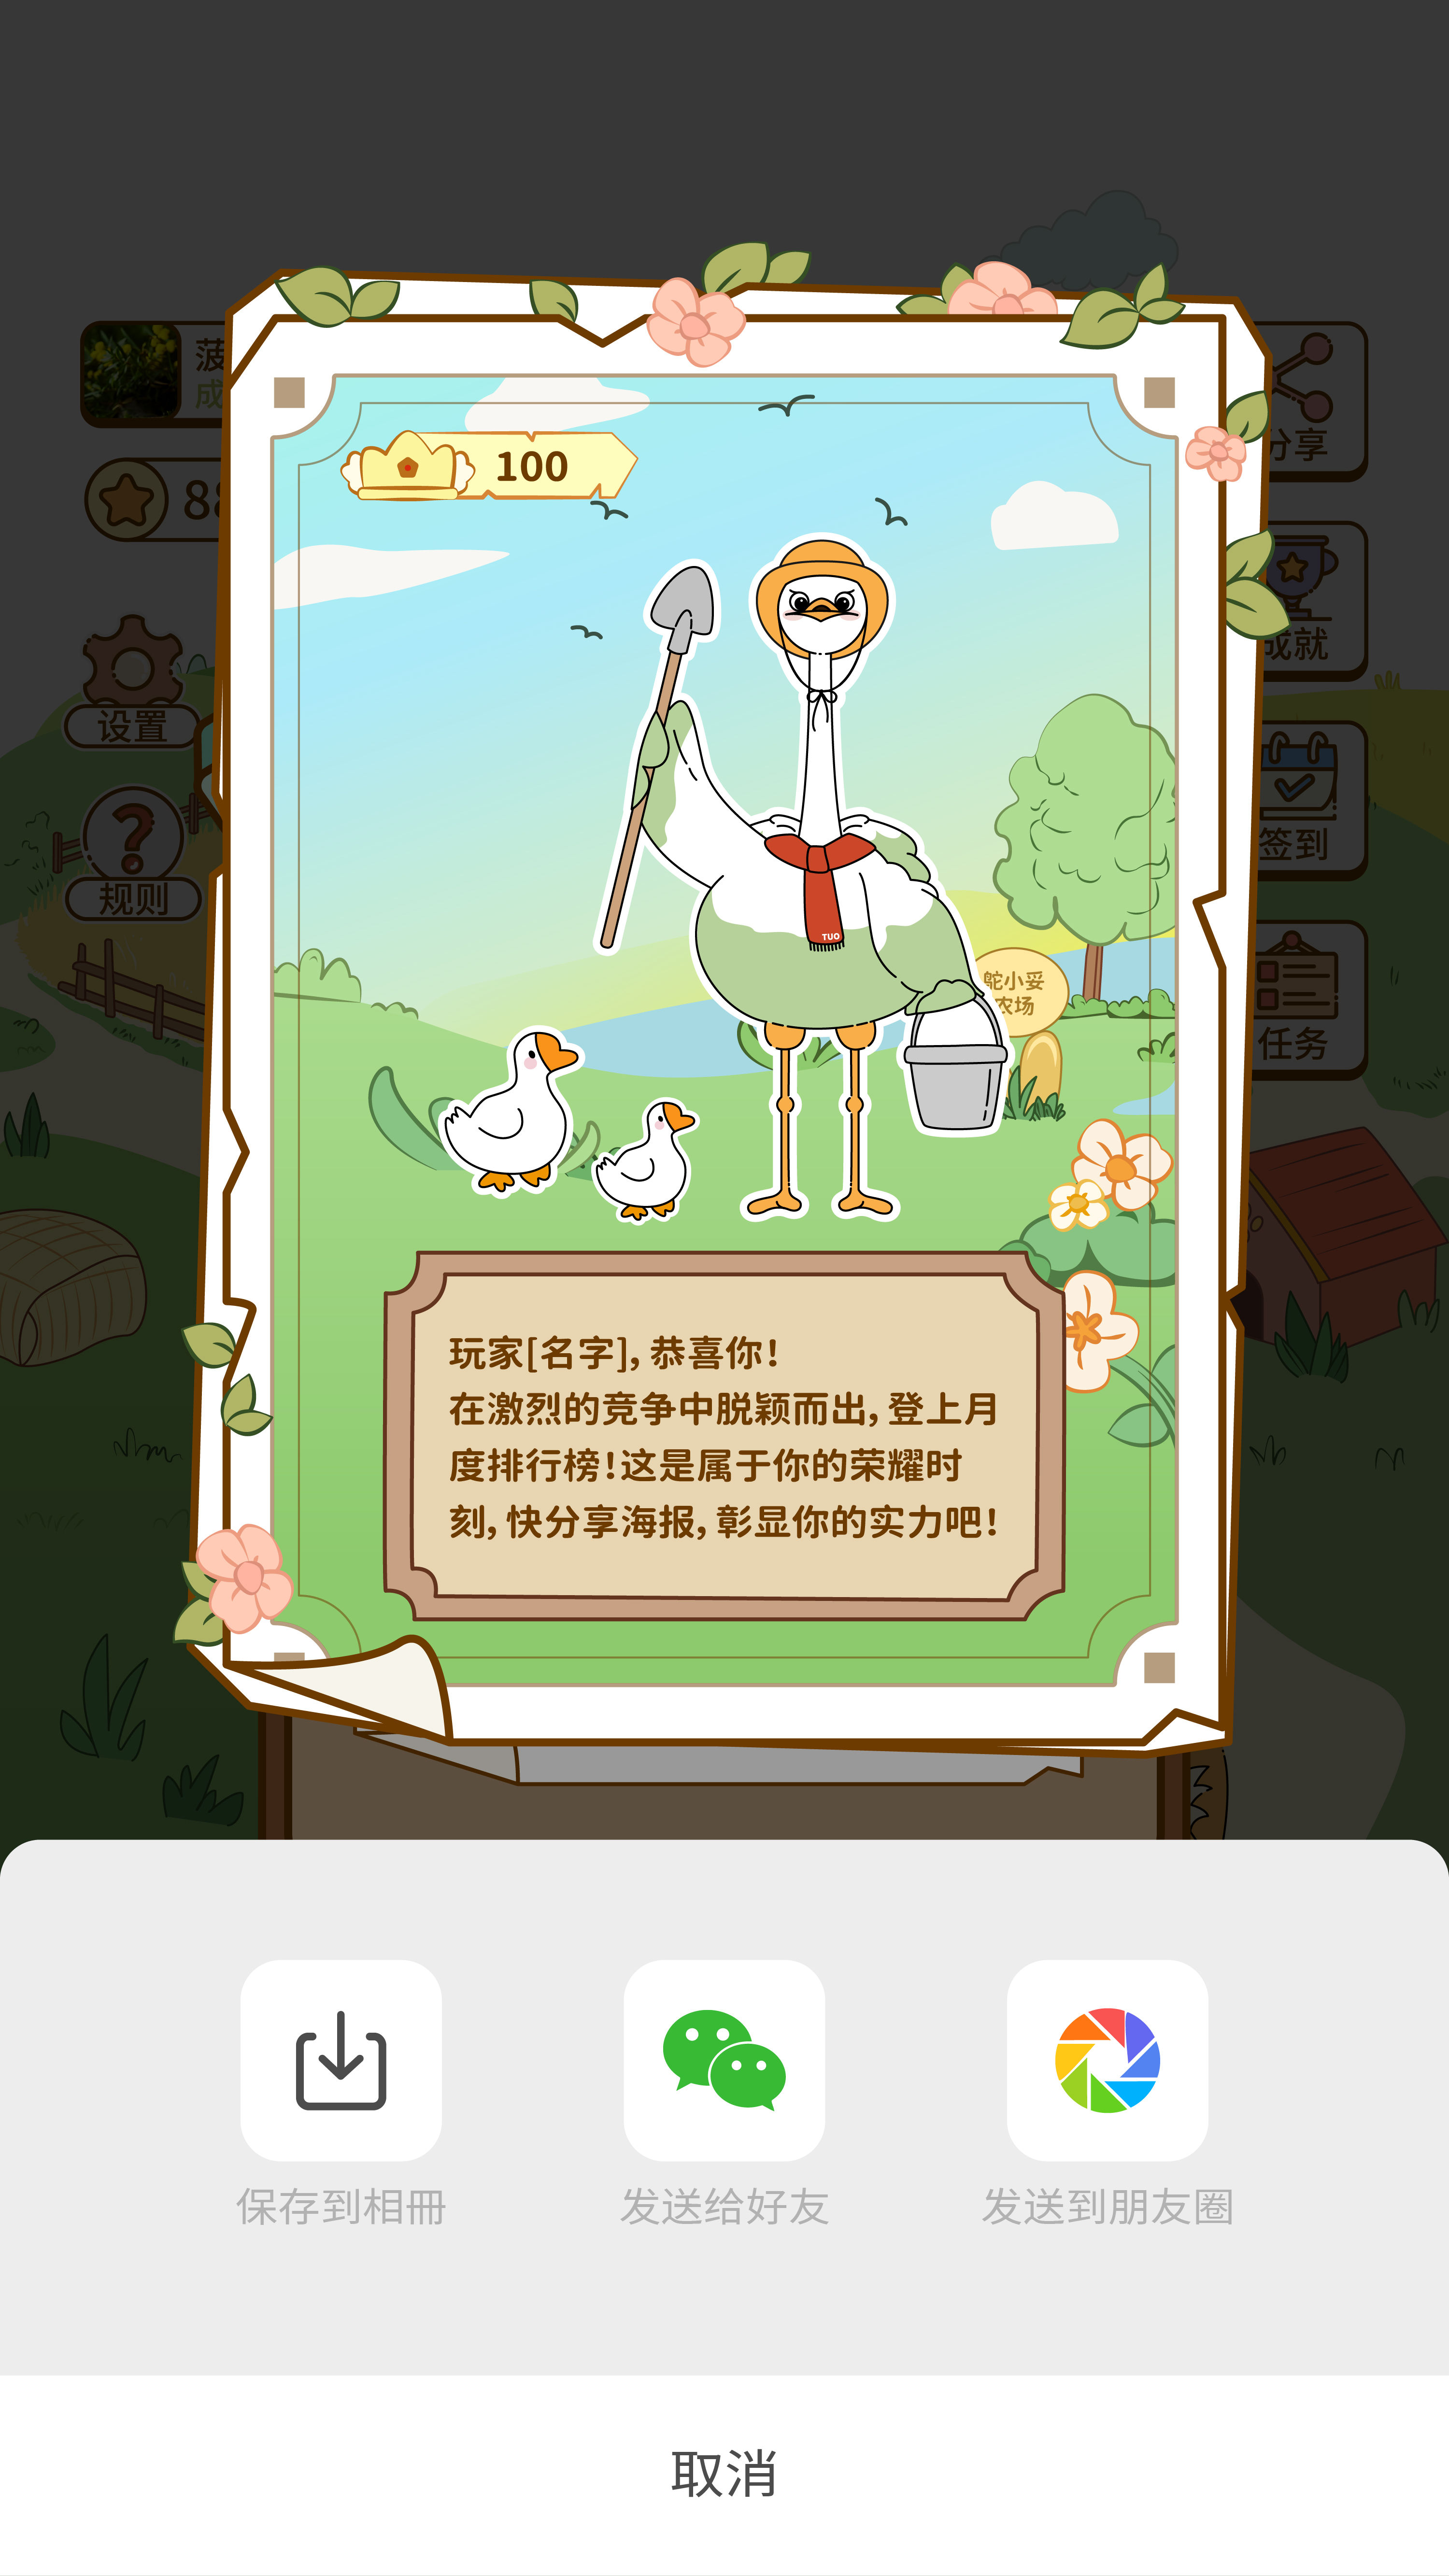 100
TUO
鸵小妥
农场
玩家[名字]，恭喜你！
在激烈的竞争中脱颖而出，登上月
度排行榜！这是属于你的荣耀时
刻，快分享海报，彰显你的实力吧！
菠
成
88
设置
规则
分享
成就
签到
任务
保存到相册
发送给好友
发送到朋友圈
取消